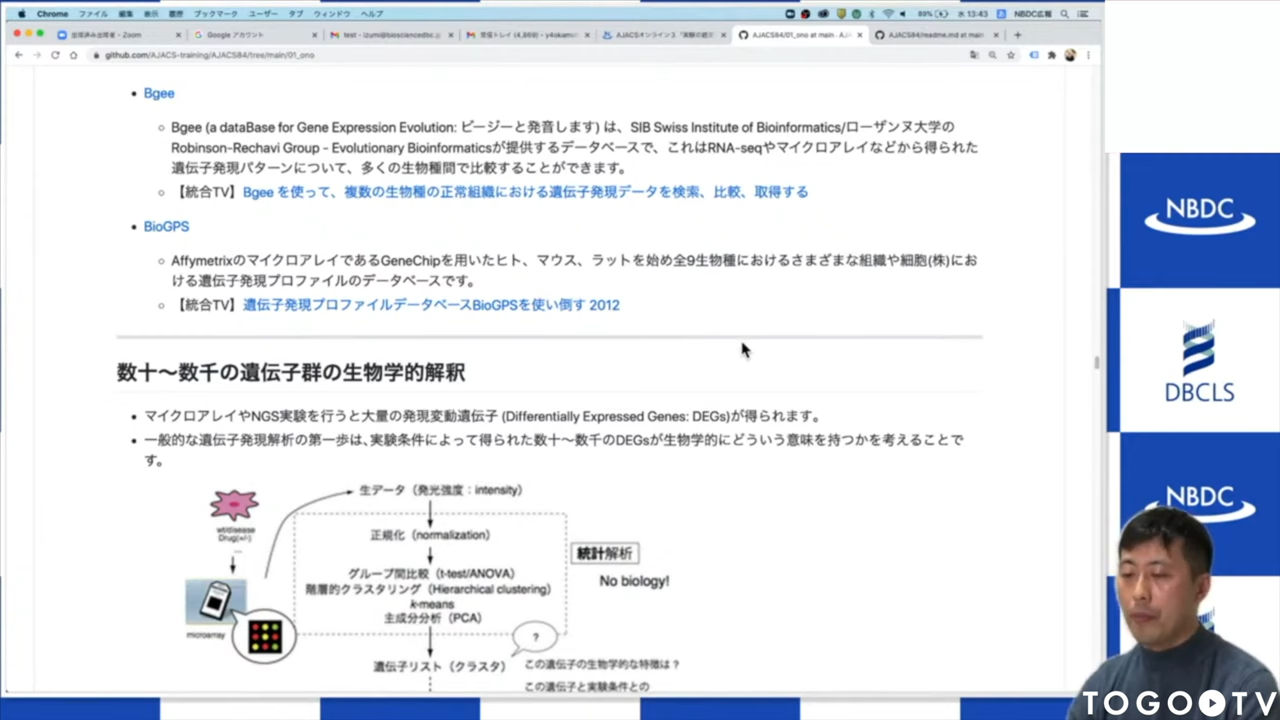 Chrome ファイル 編集 表示 履歴 ブックマーク ユーザー タブ ウィンドウ ヘルプ
88% 水 13:43 NBDC広報
Google アカウント
AJACS84/01_ono at main · AJA
AJACS84/readme.md at main
github.com/AJACS-training/AJACS84/tree/main/01_ono
Bgee
Bgee (a dataBase for Gene Expression Evolution: ビージーと発音します) は、SIB Swiss Institute of Bioinformatics/ローザンヌ大学の
Robinson-Rechavi Group - Evolutionary Bioinformaticsが提供するデータベースで、これはRNA-seqやマイクロアレイなどから得られた
遺伝子発現パターンについて、多くの生物種間で比較することができます。
【統合TV】Bgee を使って、複数の生物種の正常組織における遺伝子発現データを検索、比較、取得する
BioGPS
AffymetrixのマイクロアレイであるGeneChipを用いたヒト、マウス、ラットを始め全9生物種におけるさまざまな組織や細胞(株)にお
ける遺伝子発現プロファイルのデータベースです。
【統合TV】遺伝子発現プロファイルデータベースBioGPSを使い倒す 2012
数十〜数千の遺伝子群の生物学的解釈
マイクロアレイやNGS実験を行うと大量の発現変動遺伝子 (Differentially Expressed Genes: DEGs)が得られます。
一般的な遺伝子発現解析の第一歩は、実験条件によって得られた数十〜数千のDEGsが生物学的にどういう意味を持つかを考えることで
す。
生データ（発光強度：intensity）
wt/disease
Drug(+/-)
...
正規化（normalization）
統計解析
グループ間比較（t-test/ANOVA）
No biology!
階層的クラスタリング（Hierarchical clustering）
k-means
主成分分析（PCA）
microarray
?
遺伝子リスト（クラスタ）
この遺伝子の生物学的な特徴は？
この遺伝子と実験条件との
NBDC
DBCLS
NBDC
TOGO TV